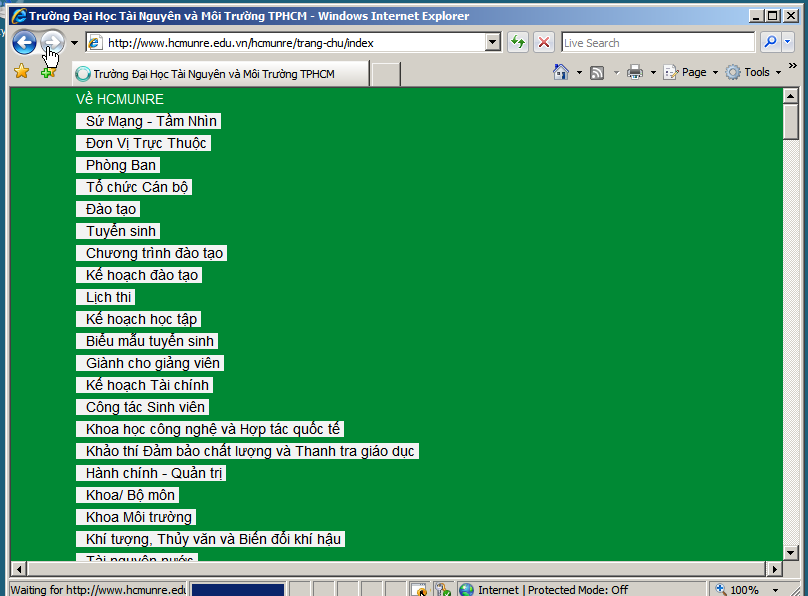 Trường Đại Học Tài Nguyên và Môi Trường TPHCM - Windows Internet Explorer
http://www.hcmunre.edu.vn/hcmunre/trang-chu/index
Live Search
Trường Đại Học Tài Nguyên và Môi Trường TPHCM
Page
Tools
Về HCMUNRE
Sứ Mạng - Tầm Nhìn
Đơn Vị Trực Thuộc
Phòng Ban
Tổ chức Cán bộ
Đào tạo
Tuyển sinh
Chương trình đào tạo
Kế hoạch đào tạo
Lịch thi
Kế hoạch học tập
Biểu mẫu tuyển sinh
Giành cho giảng viên
Kế hoạch Tài chính
Công tác Sinh viên
Khoa học công nghệ và Hợp tác quốc tế
Khảo thí Đảm bảo chất lượng và Thanh tra giáo dục
Hành chính - Quản trị
Khoa/ Bộ môn
Khoa Môi trường
Khí tượng, Thủy văn và Biến đổi khí hậu
Tài nguyên nước
Waiting for http://www.hcmunre.edu
Internet | Protected Mode: Off
100%